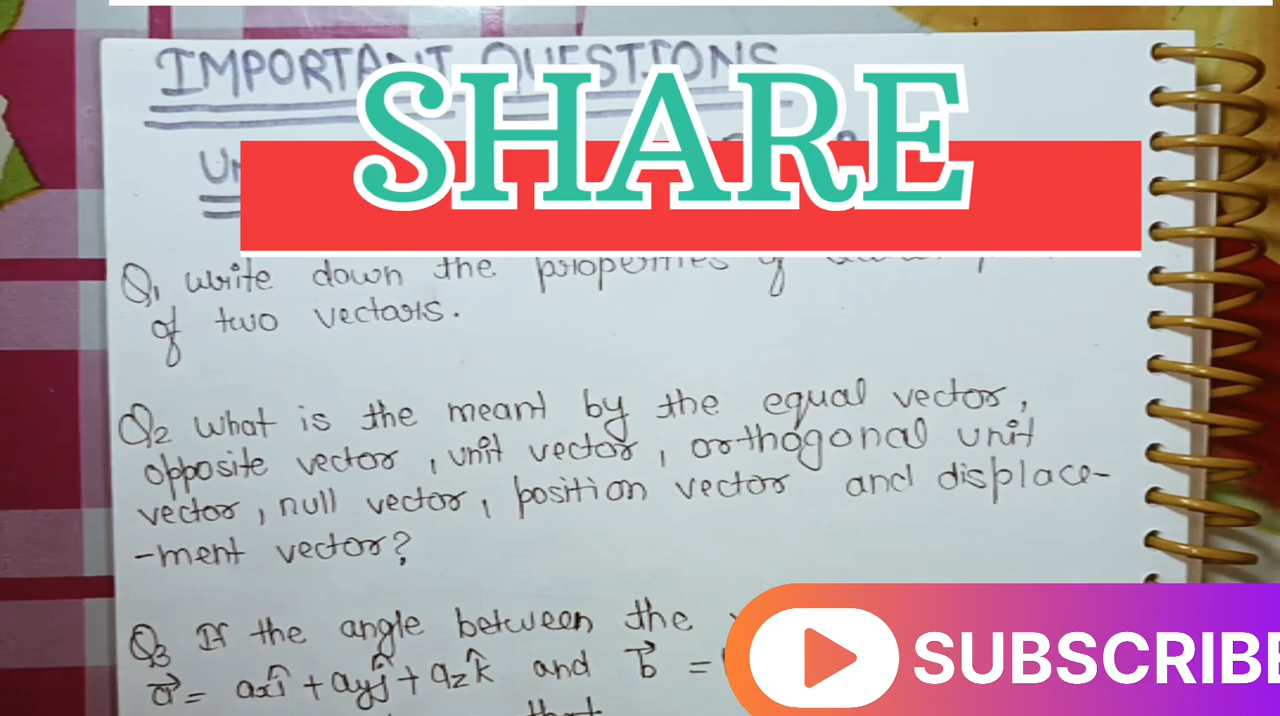 IMPORTANT QUESTIONS
SHARE
Q1 write down the properties of
of two vectors.
Q2 what is the meant by the equal vector,
opposite vector, unit vector, orthogonal unit
vector, null vector, position vector and displace-
-ment vector?
Q3 If the angle between the
a⃗ = axî + ayĵ + azk̂ and b⃗ =
that
SUBSCRIBE